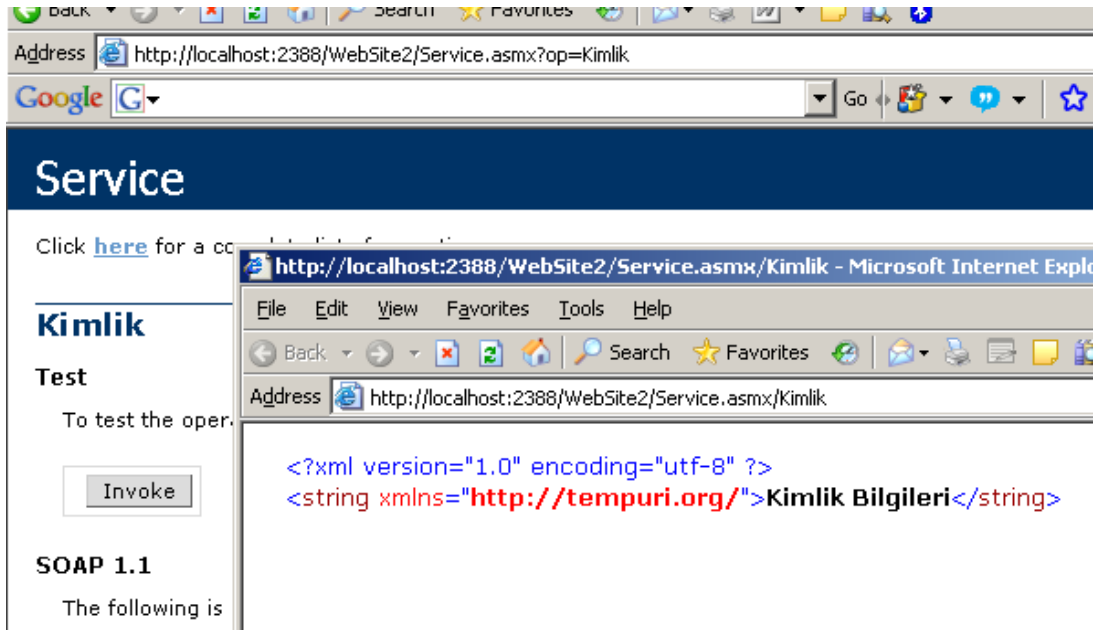 Back Search Favorites
Address http://localhost:2388/WebSite2/Service.asmx?op=Kimlik
Google G Go
Service
Click here for a
Kimlik
Test
To test the
Invoke
SOAP 1.1
The following is
http://localhost:2388/WebSite2/Service.asmx/Kimlik - Microsoft Internet
File Edit View Favorites Tools Help
Back Search Favorites
Address http://localhost:2388/WebSite2/Service.asmx/Kimlik
<?xml version="1.0" encoding="utf-8" ?>
<string xmlns="http://tempuri.org/">Kimlik Bilgileri</string>